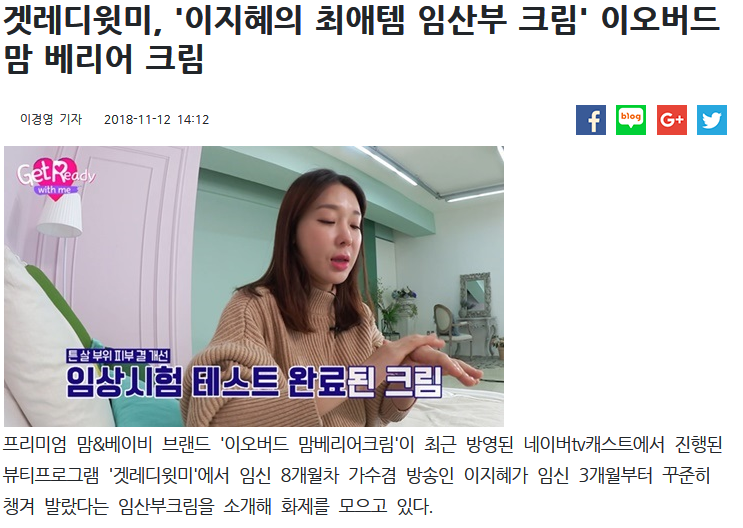 겟레디윗미, '이지혜의 최애템 임산부 크림' 이오버드
맘 베리어 크림
이경영 기자 2018-11-12 14:12
f
blog
G+
Get Ready
with me
튼 살 부위 피부 결 개선
임상시험 테스트 완료된 크림
프리미엄 맘&베이비 브랜드 '이오버드 맘베리어크림'이 최근 방영된 네이버tv캐스트에서 진행된
뷰티프로그램 '겟레디윗미'에서 임신 8개월차 가수겸 방송인 이지혜가 임신 3개월부터 꾸준히
챙겨 발랐다는 임산부크림을 소개해 화제를 모으고 있다.